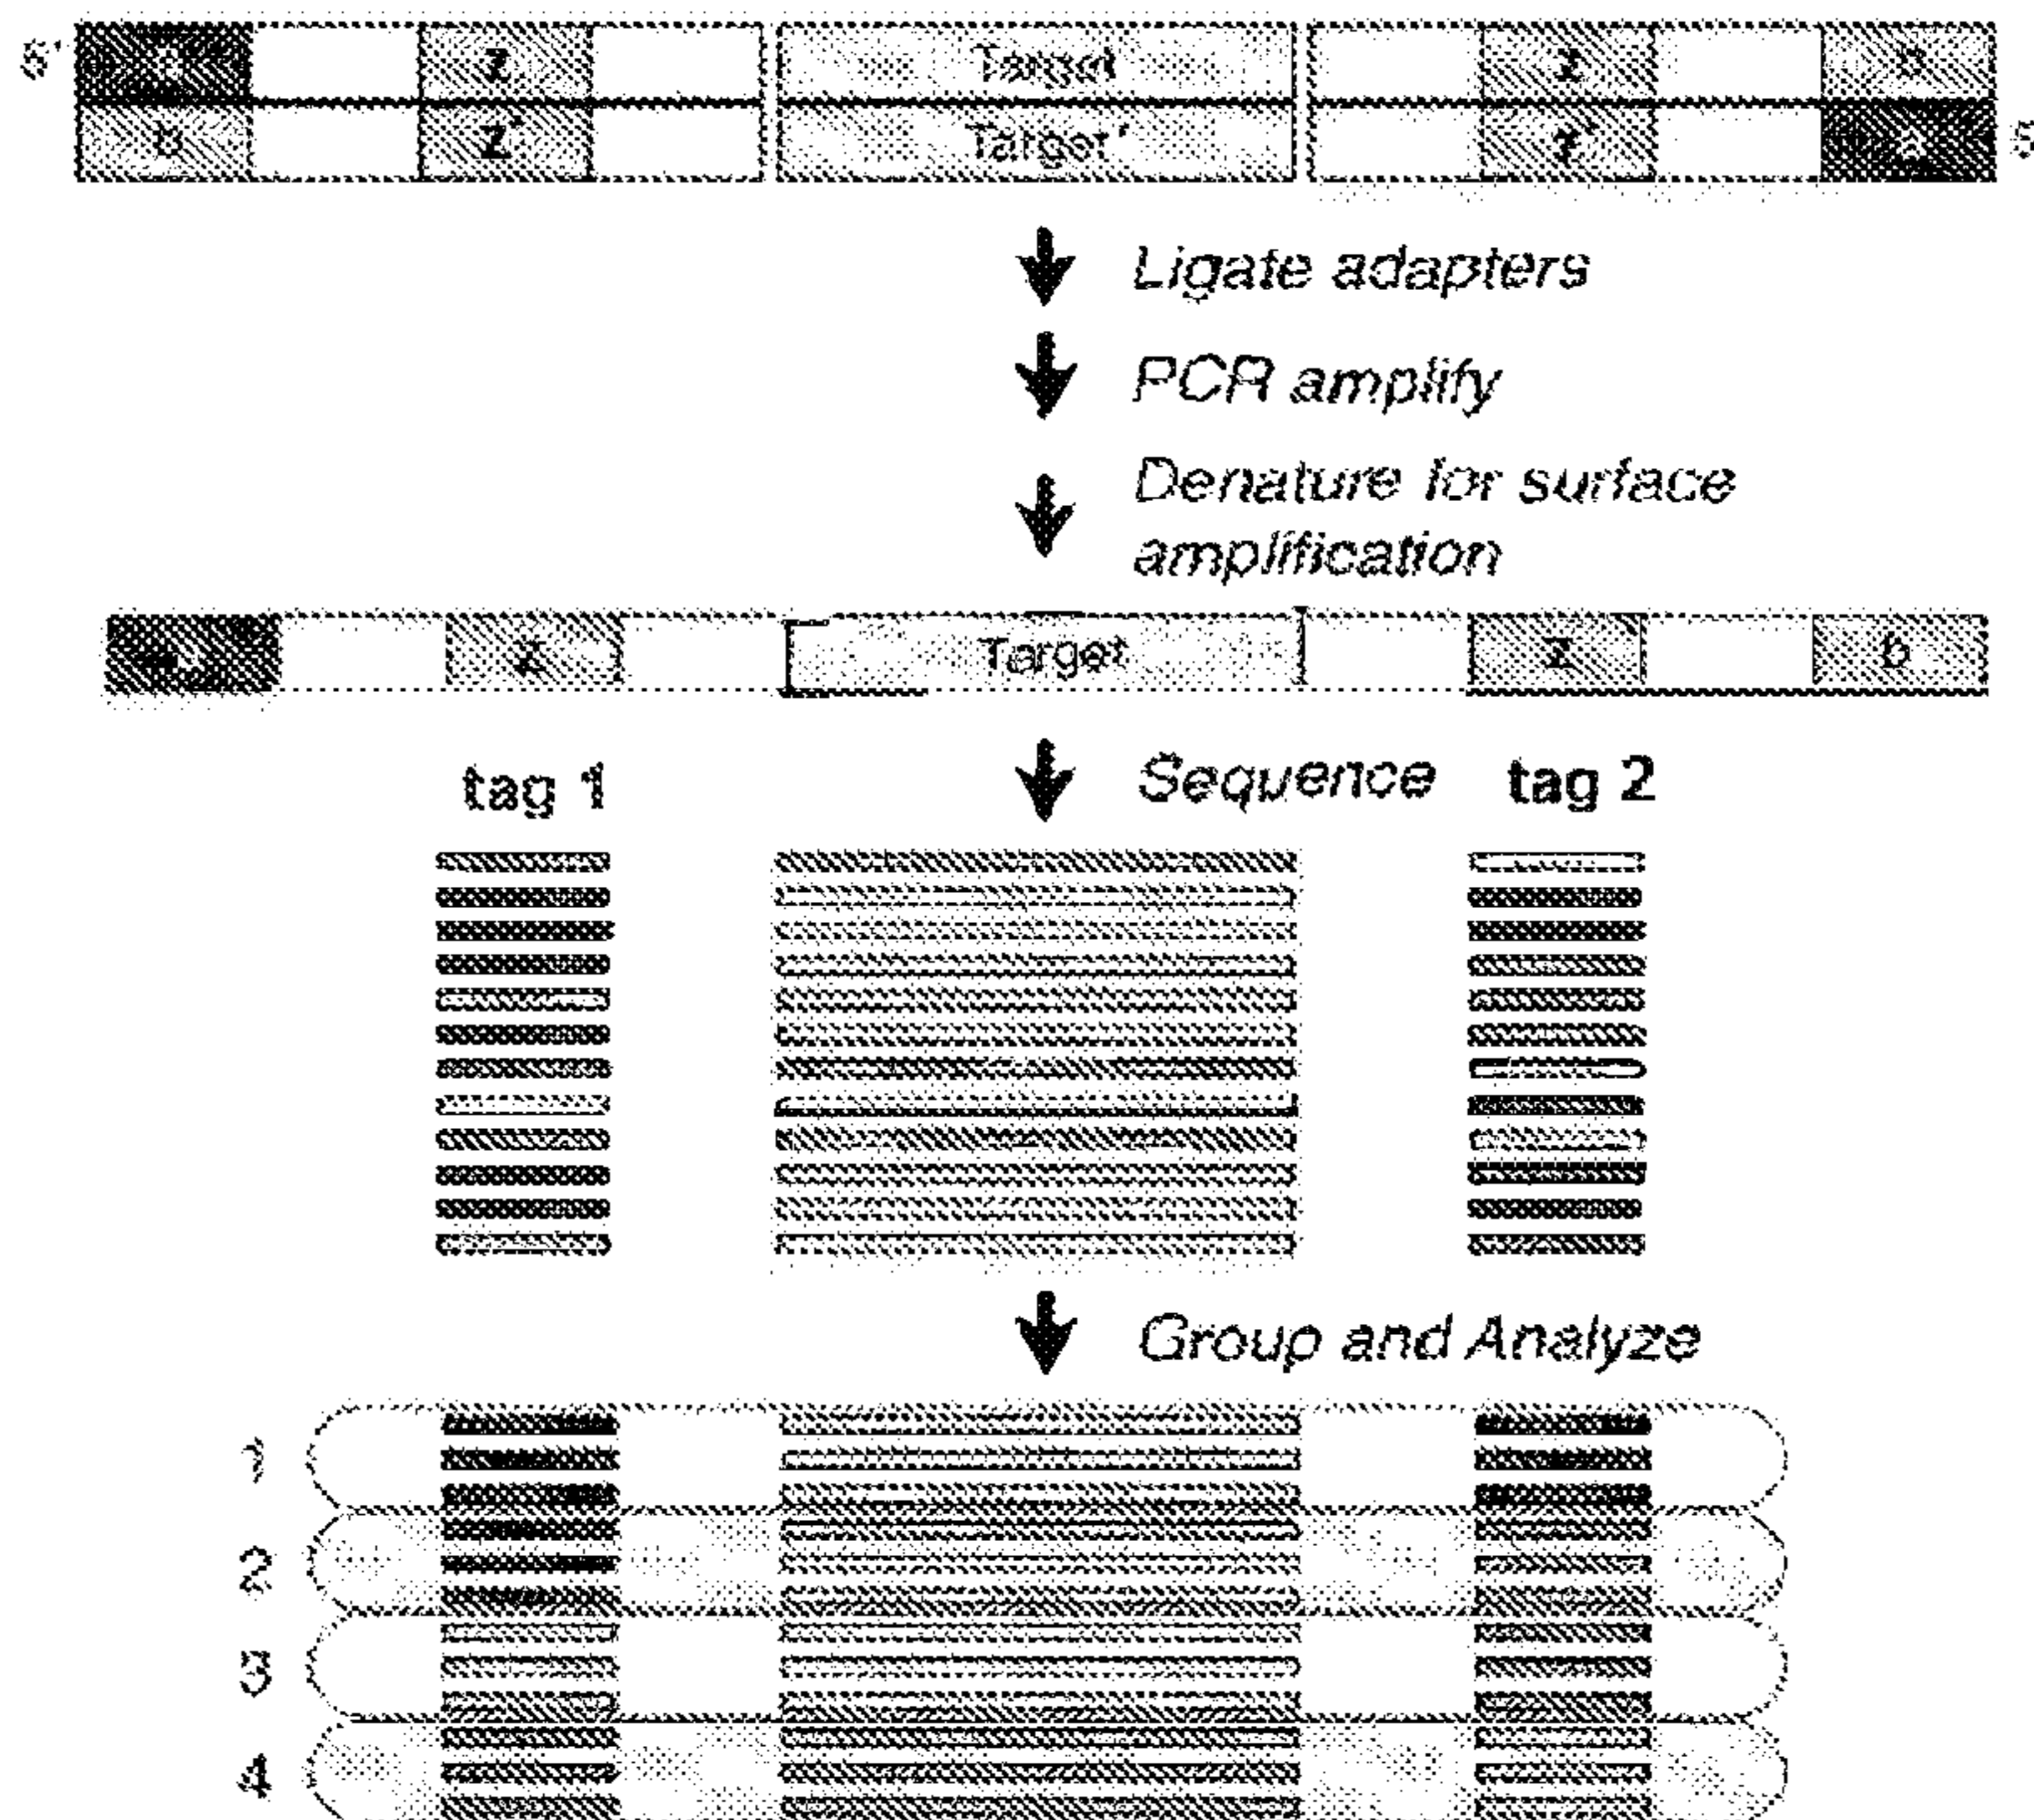 5' z Target z
b z' Target' z' a 5'
Ligate adapters
PCR amplify
Denature for surface
amplification
z Target z b
tag 1 Sequence tag 2
Group and Analyze
1
2
3
4